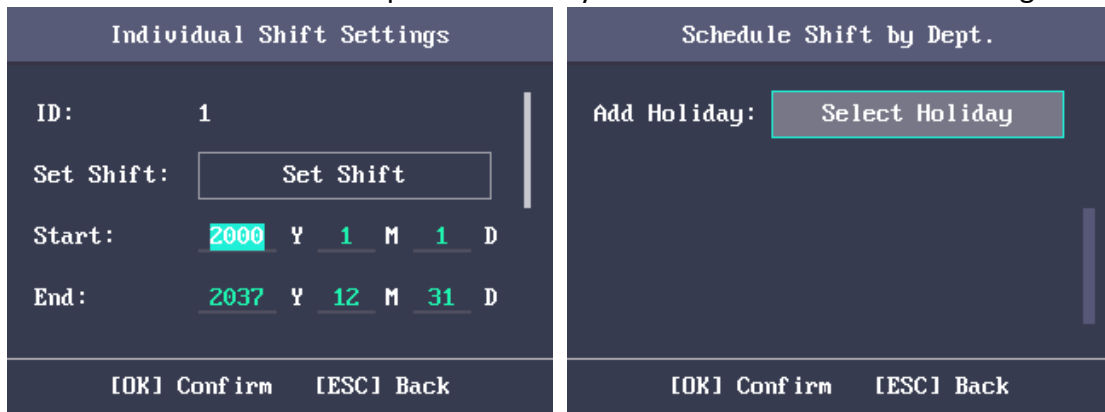 Individual Shift Settings
ID: 1
Set Shift: Set Shift
Start: 2000 Y 1 M 1 D
End: 2037 Y 12 M 31 D
[OK] Confirm [ESC] Back
Schedule Shift by Dept.
Add Holiday: Select Holiday
[OK] Confirm [ESC] Back